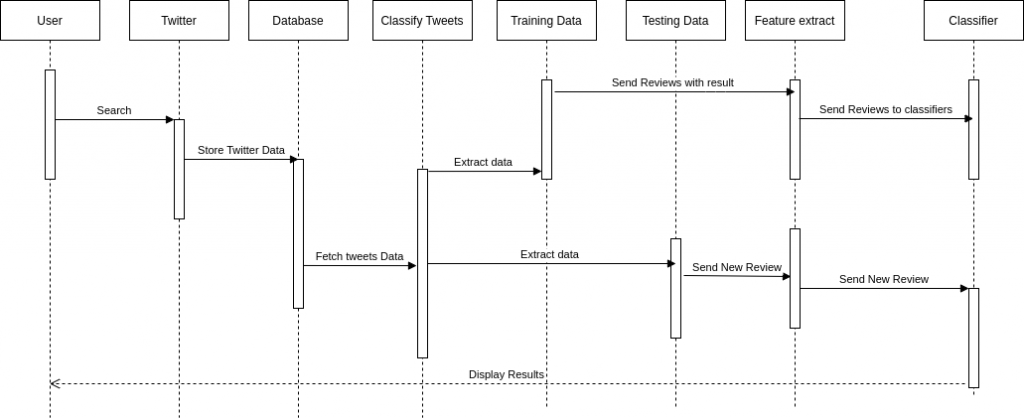 User
Twitter
Database
Classify Tweets
Training Data
Testing Data
Feature extract
Classifier
Send Reviews with result
Search
Send Reviews to classifiers
Store Twitter Data
Extract data
Fetch tweets Data
Extract data
Send New Review
Send New Review
Display Results